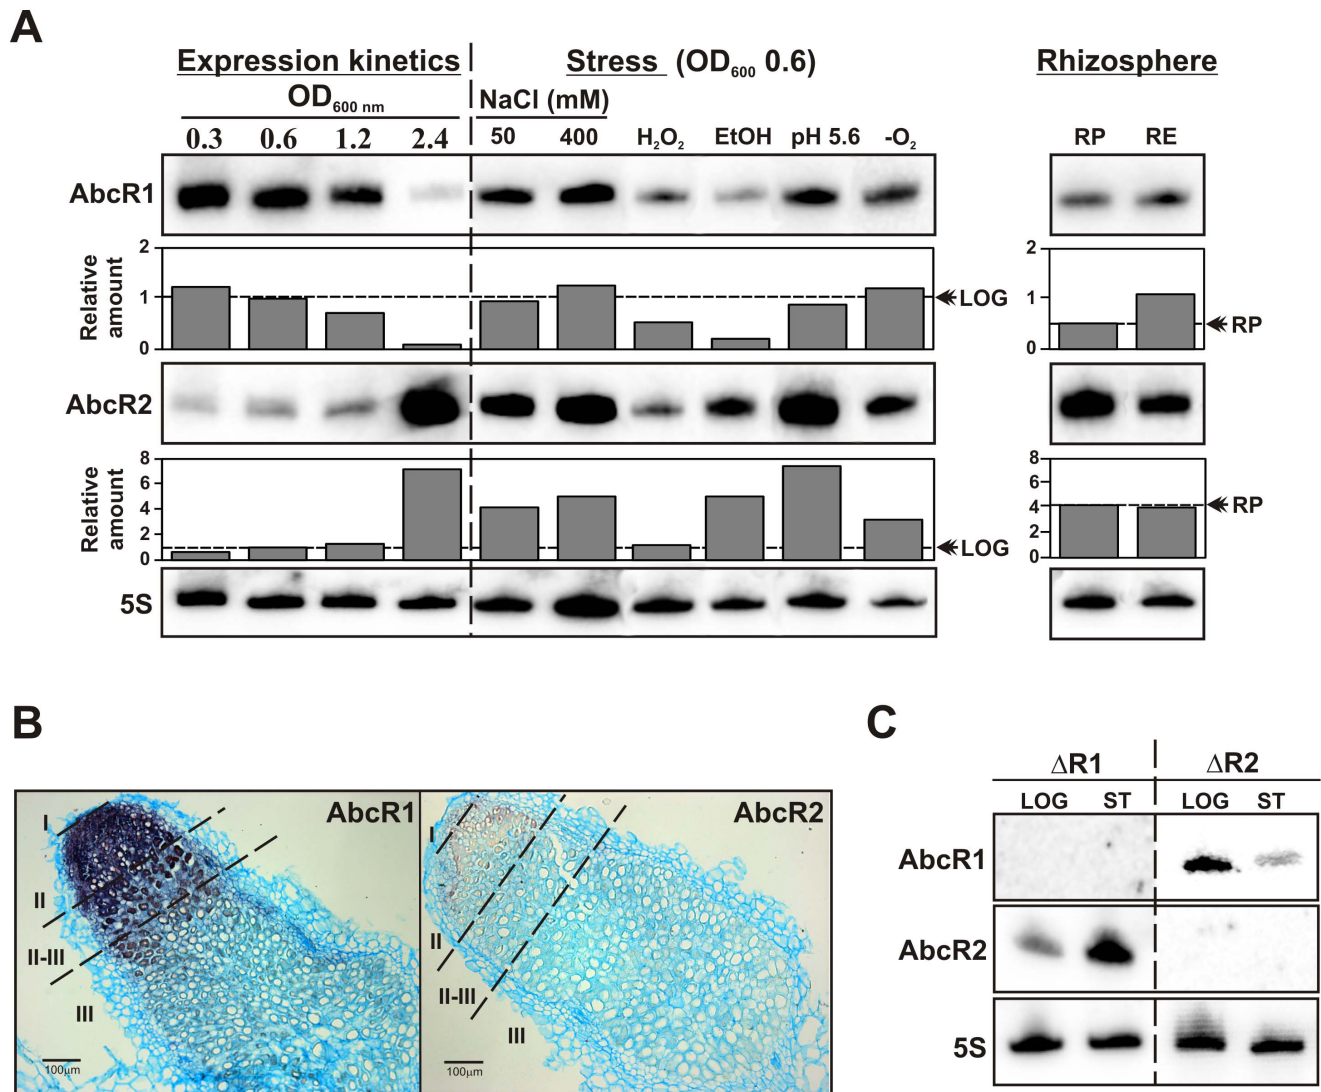 A
Expression kinetics Stress (OD600 0.6) Rhizosphere
OD600 nm NaCl (mM)
0.3 0.6 1.2 2.4 50 400 H2O2 EtOH pH 5.6 -O2 RP RE
AbcR1
Relative amount
2
1
0
LOG
2
1
0
RP
AbcR2
Relative amount
8
6
4
2
0
LOG
8
6
4
2
0
RP
5S
B
AbcR1
I
II
II-III
III
100µm
AbcR2
I
II
II-III
III
100µm
C
ΔR1 ΔR2
LOG ST LOG ST
AbcR1
AbcR2
5S